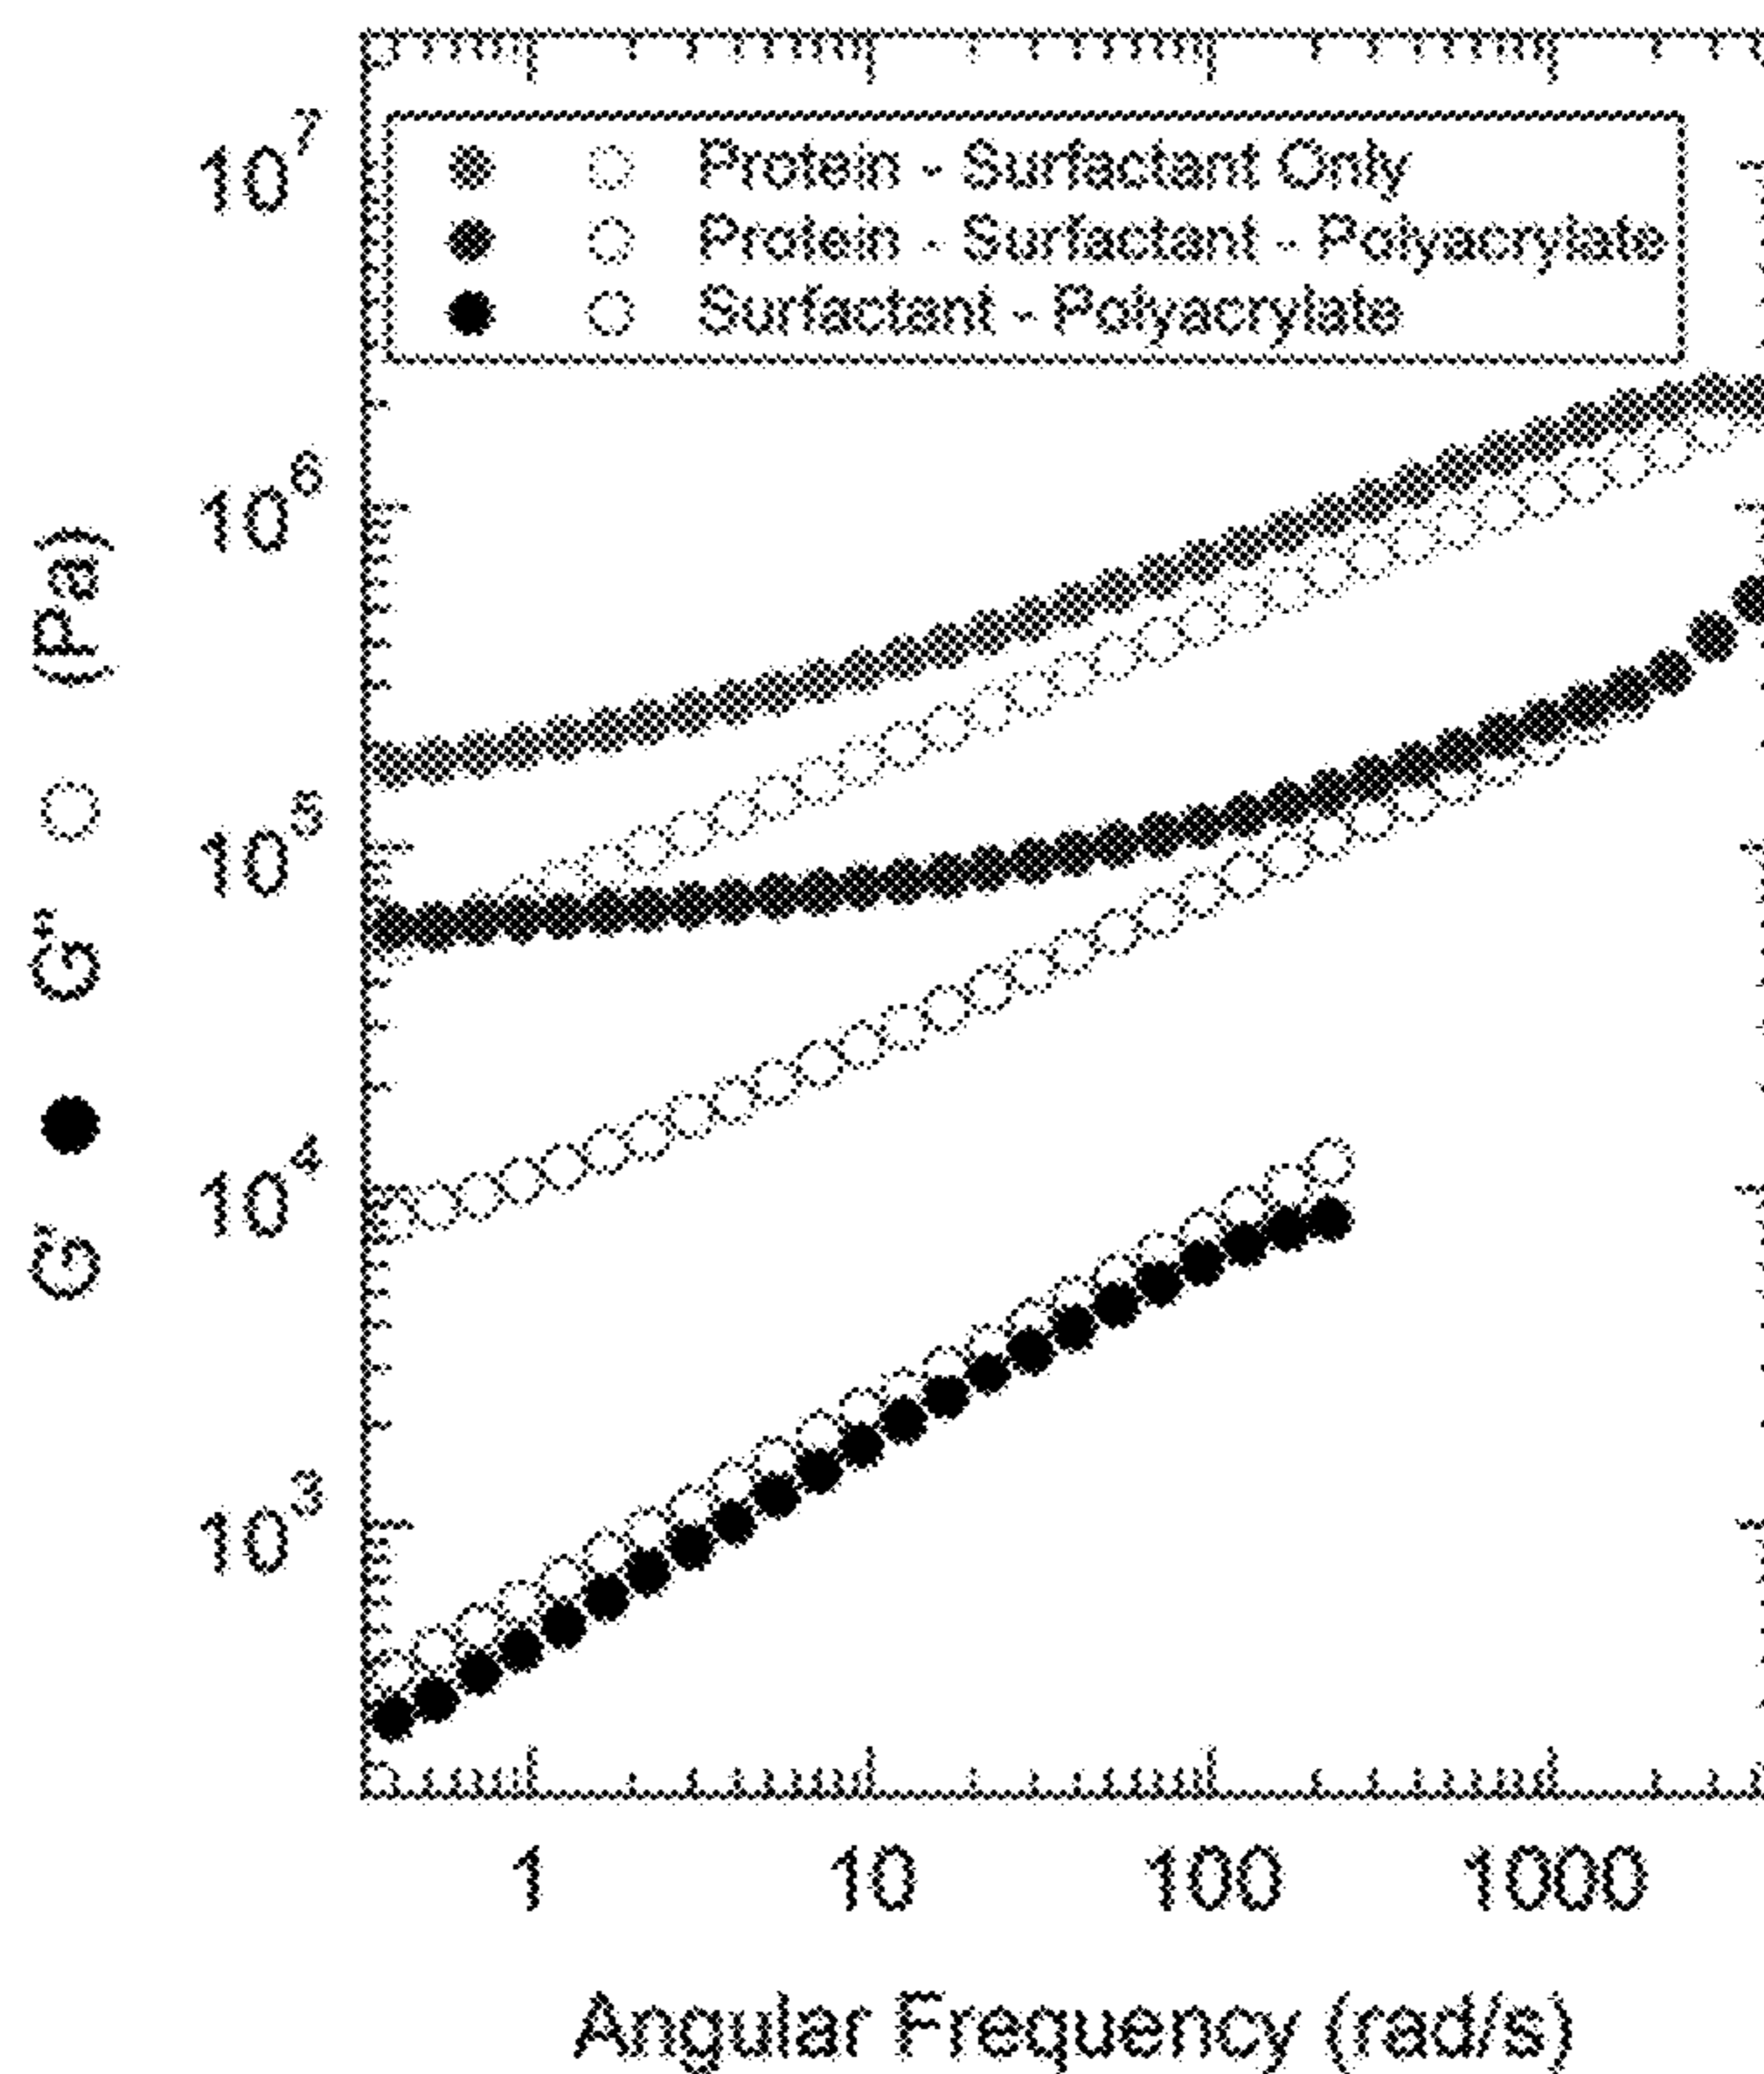 G' G" (Pa)
10^7
10^6
10^5
10^4
10^3
Protein - Surfactant Only
Protein - Surfactant - Polyacrylate
Surfactant - Polyacrylate
1 10 100 1000
Angular Frequency (rad/s)